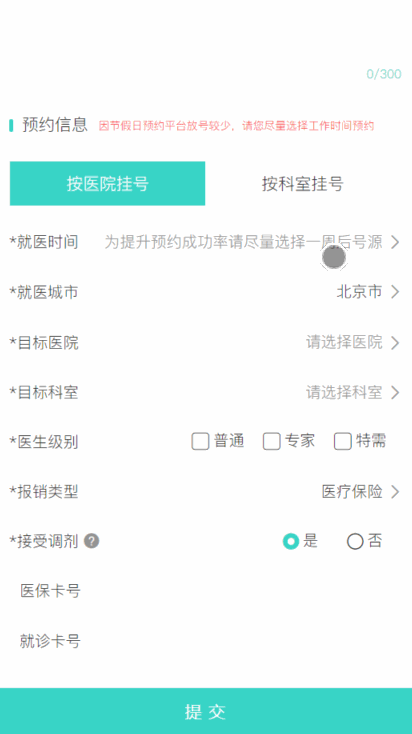 0/300
预约信息 因节假日预约平台放号较少，请您尽量选择工作时间预约
按医院挂号 按科室挂号
*就医时间 为提升预约成功率请尽量选择一周后号源
*就医城市 北京市
*目标医院 请选择医院
*目标科室 请选择科室
*医生级别 普通 专家 特需
*报销类型 医疗保险
*接受调剂 ? 是 否
医保卡号
就诊卡号
提交